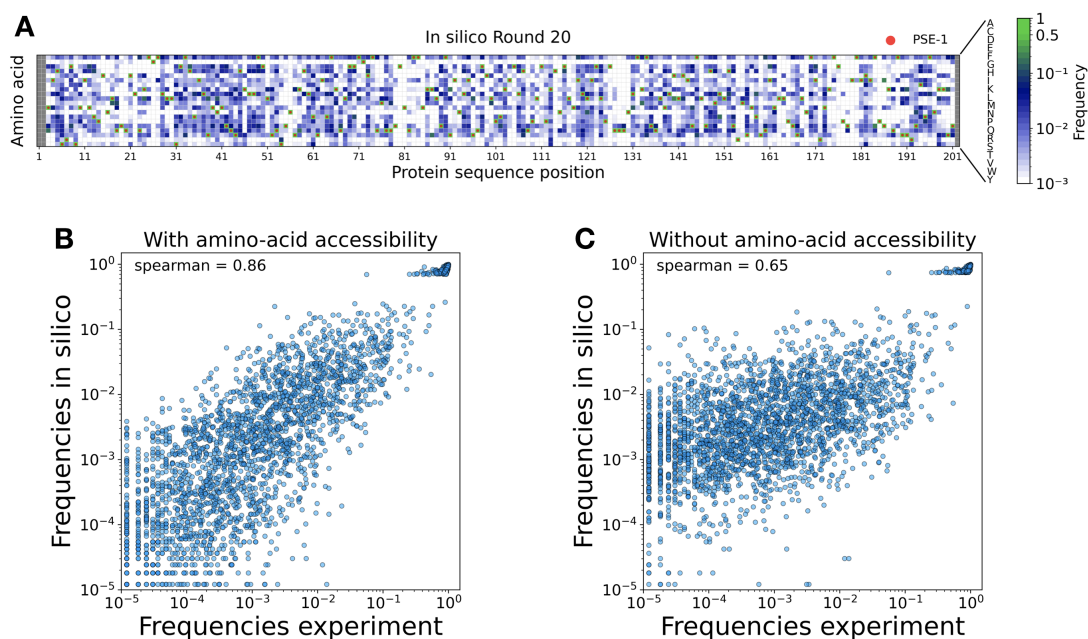 A
In silico Round 20
PSE-1
Amino acid
1 11 21 31 41 51 61 71 81 91 101 111 121 131 141 151 161 171 181 191 201
Protein sequence position
A
C
D
E
F
G
H
I
K
L
M
N
P
Q
R
S
T
V
W
Y
1
0.5
10⁻¹
10⁻²
10⁻³
Frequency
B
With amino-acid accessibility
spearman = 0.86
10⁰
10⁻¹
10⁻²
10⁻³
10⁻⁴
10⁻⁵
Frequencies in silico
10⁻⁵ 10⁻⁴ 10⁻³ 10⁻² 10⁻¹ 10⁰
Frequencies experiment
C
Without amino-acid accessibility
spearman = 0.65
10⁰
10⁻¹
10⁻²
10⁻³
10⁻⁴
10⁻⁵
Frequencies in silico
10⁻⁵ 10⁻⁴ 10⁻³ 10⁻² 10⁻¹ 10⁰
Frequencies experiment